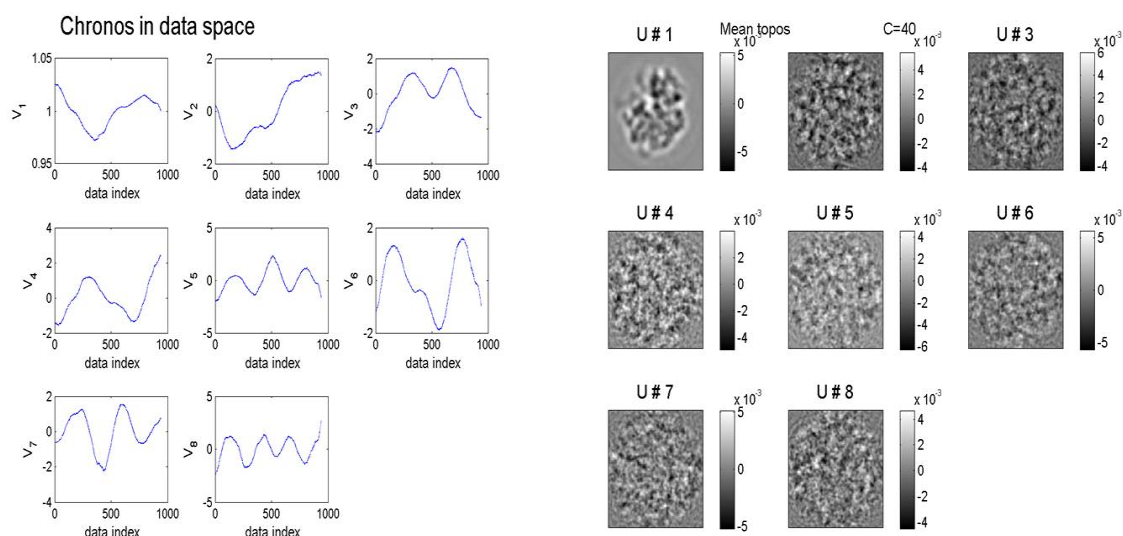 Chronos in data space
1.05
1
0.95
V1
0 500 1000
data index
2
0
-2
V2
0 500 1000
data index
2
0
-2
-4
V3
0 500 1000
data index
4
2
0
-2
V4
0 500 1000
data index
5
0
-5
V5
0 500 1000
data index
2
0
-2
V6
0 500 1000
data index
2
0
-2
-4
V7
0 500 1000
data index
5
0
-5
V8
0 500 1000
data index
Mean topos
C=40
U # 1
x 10-3
5
0
-5
x 10-3
4
2
0
-2
-4
U # 3
x 10-3
6
4
2
0
-2
-4
U # 4
x 10-3
4
2
0
-2
-4
U # 5
x 10-3
4
2
0
-2
-4
-6
U # 6
x 10-3
5
0
-5
U # 7
x 10-3
5
0
-5
U # 8
x 10-3
4
2
0
-2
-4